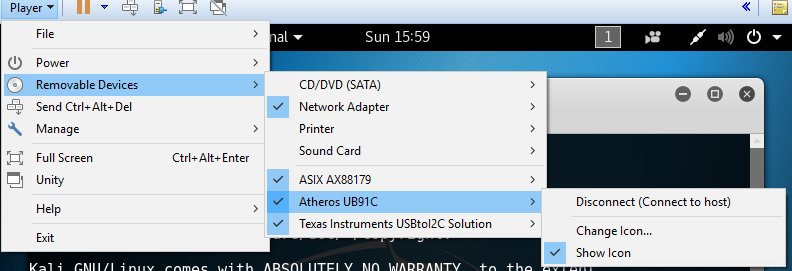 Player
nal
Sun 15:59
1
File
Power
Removable Devices
Send Ctrl+Alt+Del
Manage
Full Screen Ctrl+Alt+Enter
Unity
Help
Exit
CD/DVD (SATA)
Network Adapter
Printer
Sound Card
ASIX AX88179
Atheros UB91C
Texas Instruments USBtoI2C Solution
Disconnect (Connect to host)
Change Icon...
Show Icon
Kali GNU/Linux comes with ABSOLUTELY NO WARRANTY, to the extent